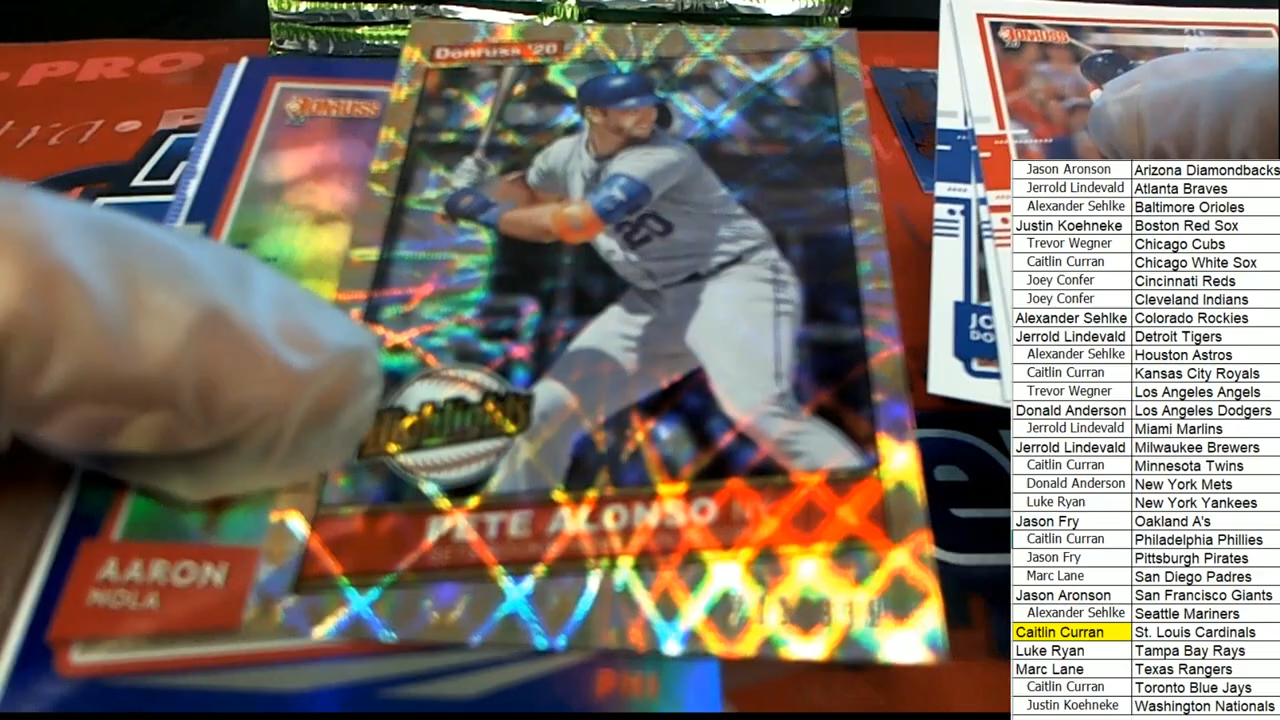 PRO
Donruss '20
DONRUSS
DONRUSS
20
Highlights
PETE ALONSO
AARON
NOLA
JO
DO
Jason Aronson Arizona Diamondbacks
Jerrold Lindevald Atlanta Braves
Alexander Sehlke Baltimore Orioles
Justin Koehneke Boston Red Sox
Trevor Wegner Chicago Cubs
Caitlin Curran Chicago White Sox
Joey Confer Cincinnati Reds
Joey Confer Cleveland Indians
Alexander Sehlke Colorado Rockies
Jerrold Lindevald Detroit Tigers
Alexander Sehlke Houston Astros
Caitlin Curran Kansas City Royals
Trevor Wegner Los Angeles Angels
Donald Anderson Los Angeles Dodgers
Jerrold Lindevald Miami Marlins
Jerrold Lindevald Milwaukee Brewers
Caitlin Curran Minnesota Twins
Donald Anderson New York Mets
Luke Ryan New York Yankees
Jason Fry Oakland A's
Caitlin Curran Philadelphia Phillies
Jason Fry Pittsburgh Pirates
Marc Lane San Diego Padres
Jason Aronson San Francisco Giants
Alexander Sehlke Seattle Mariners
Caitlin Curran St. Louis Cardinals
Luke Ryan Tampa Bay Rays
Marc Lane Texas Rangers
Caitlin Curran Toronto Blue Jays
Justin Koehneke Washington Nationals